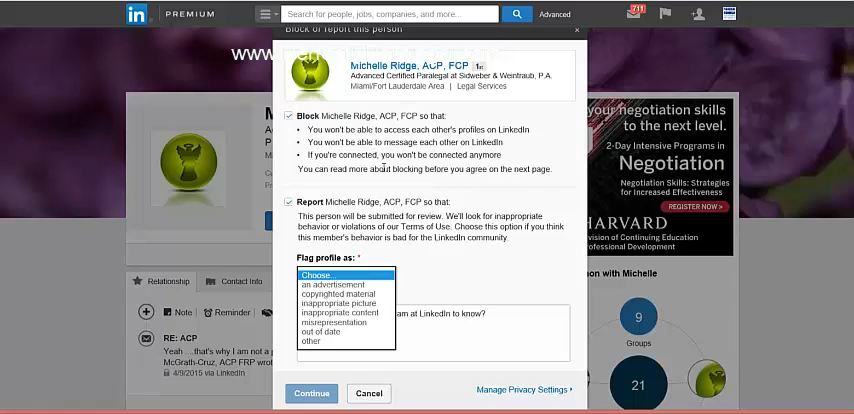 in PREMIUM Search for people, jobs, companies, and more... Advanced 711
Block or report this person ×
www.
Michelle Ridge, ACP, FCP 1st
Advanced Certified Paralegal at Sidweber & Weintraub, P.A.
Miami/Fort Lauderdale Area | Legal Services
Block Michelle Ridge, ACP, FCP so that:
• You won't be able to access each other's profiles on LinkedIn
• You won't be able to message each other on LinkedIn
• If you're connected, you won't be connected anymore
You can read more about blocking before you agree on the next page.
Report Michelle Ridge, ACP, FCP so that:
This person will be submitted for review. We'll look for inappropriate
behavior or violations of our Terms of Use. Choose this option if you think
this member's behavior is bad for the LinkedIn community.
Flag profile as: *
Choose...
an advertisement
copyrighted material
inappropriate picture
inappropriate content
misrepresentation
out of date
other
am at LinkedIn to know?
Continue Cancel Manage Privacy Settings
Relationship Contact Info
Note Reminder
RE: ACP
Yeah ....that's why I am not a
McGrath-Cruz, ACP FRP wrote
4/9/2015 via LinkedIn
your negotiation skills
to the next level.
2-Day Intensive Programs in
Negotiation
Negotiation Skills: Strategies
for Increased Effectiveness
REGISTER NOW >
HARVARD
Division of Continuing Education
Professional Development
on with Michelle
9
Groups
21